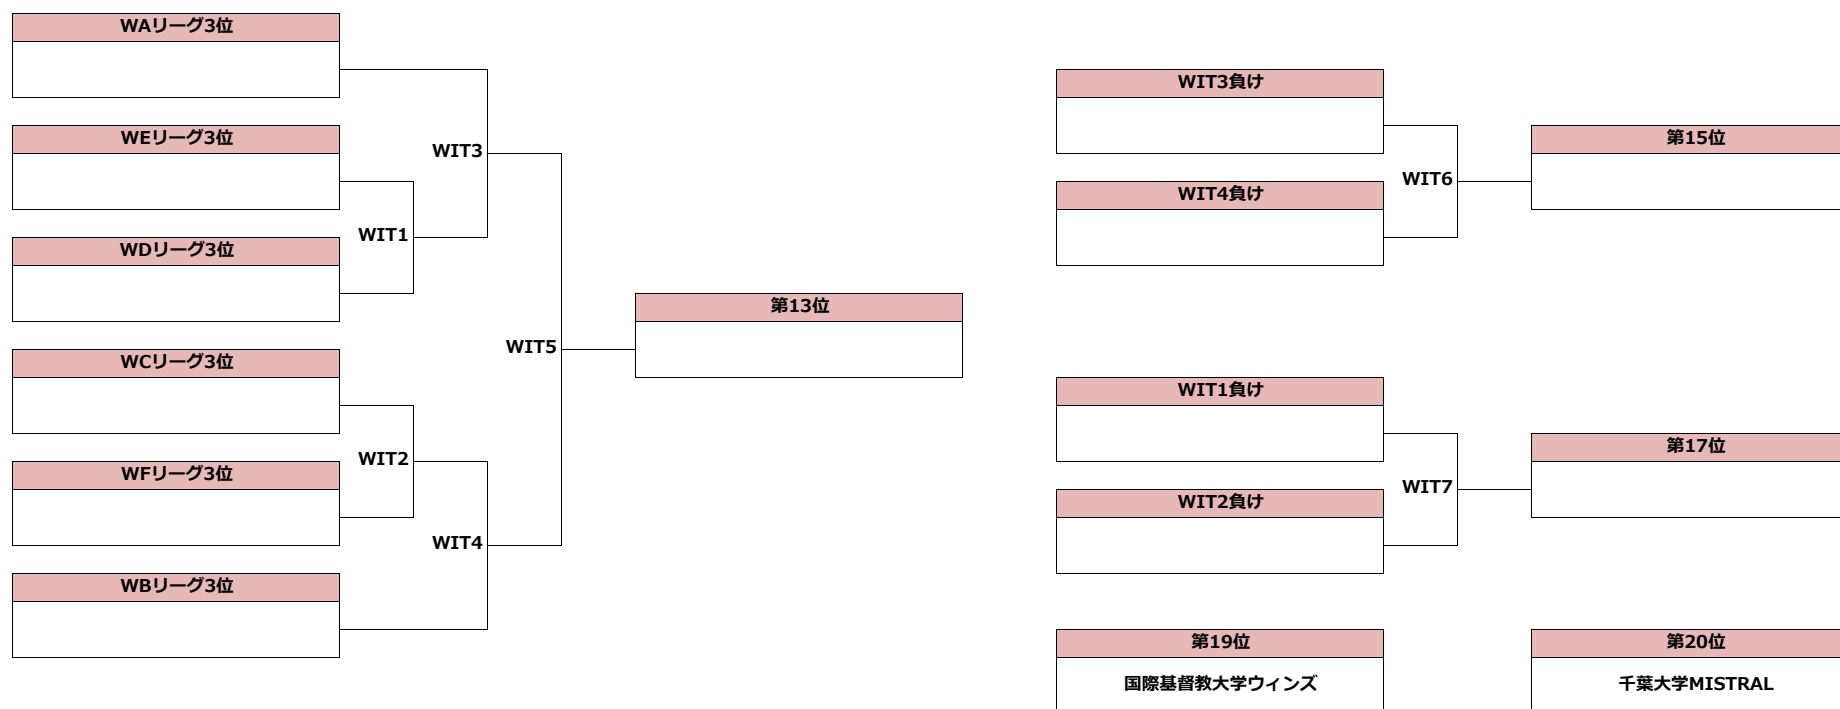 WAリーグ3位
WEリーグ3位
WIT3
WIT1
WDリーグ3位
第13位
WIT5
WCリーグ3位
WIT2
WFリーグ3位
WIT4
WBリーグ3位
WIT3負け
第15位
WIT6
WIT4負け
WIT1負け
第17位
WIT7
WIT2負け
第19位
国際基督教大学ウィンズ
第20位
千葉大学MISTRAL